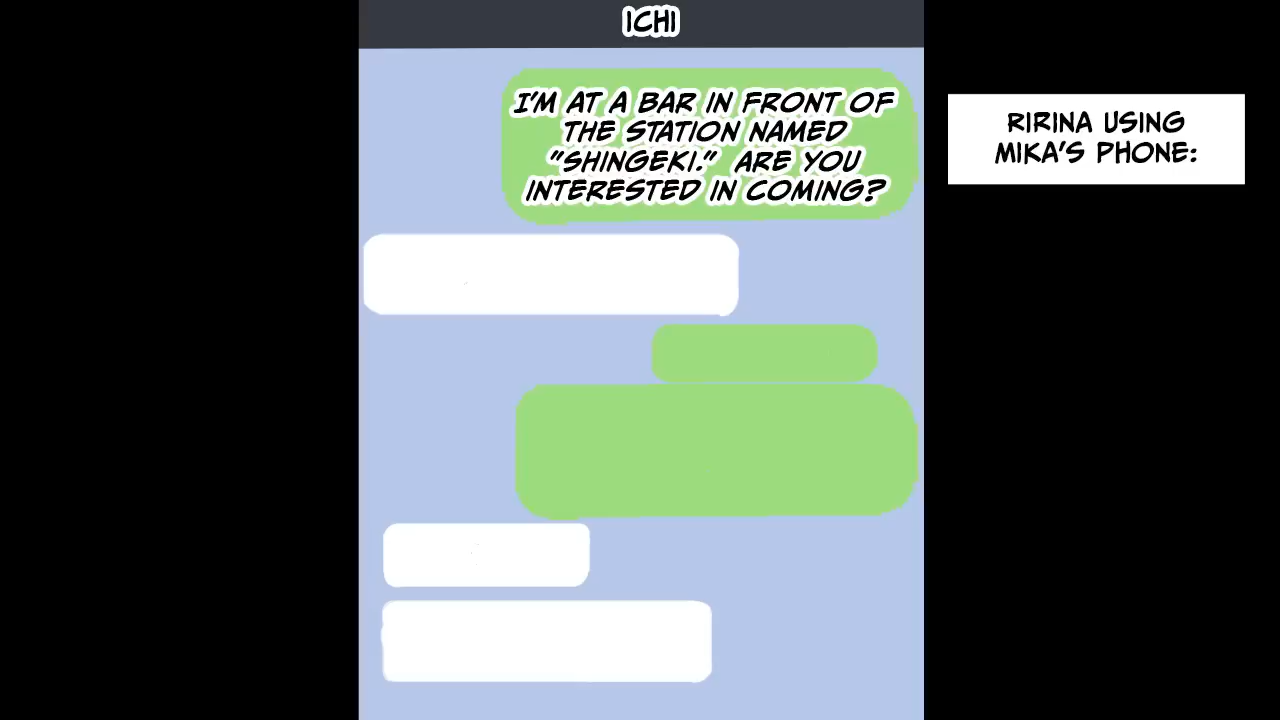 ICHI
I'M AT A BAR IN FRONT OF
THE STATION NAMED
"SHINGEKI." ARE YOU
INTERESTED IN COMING?
RIRINA USING
MIKA'S PHONE: